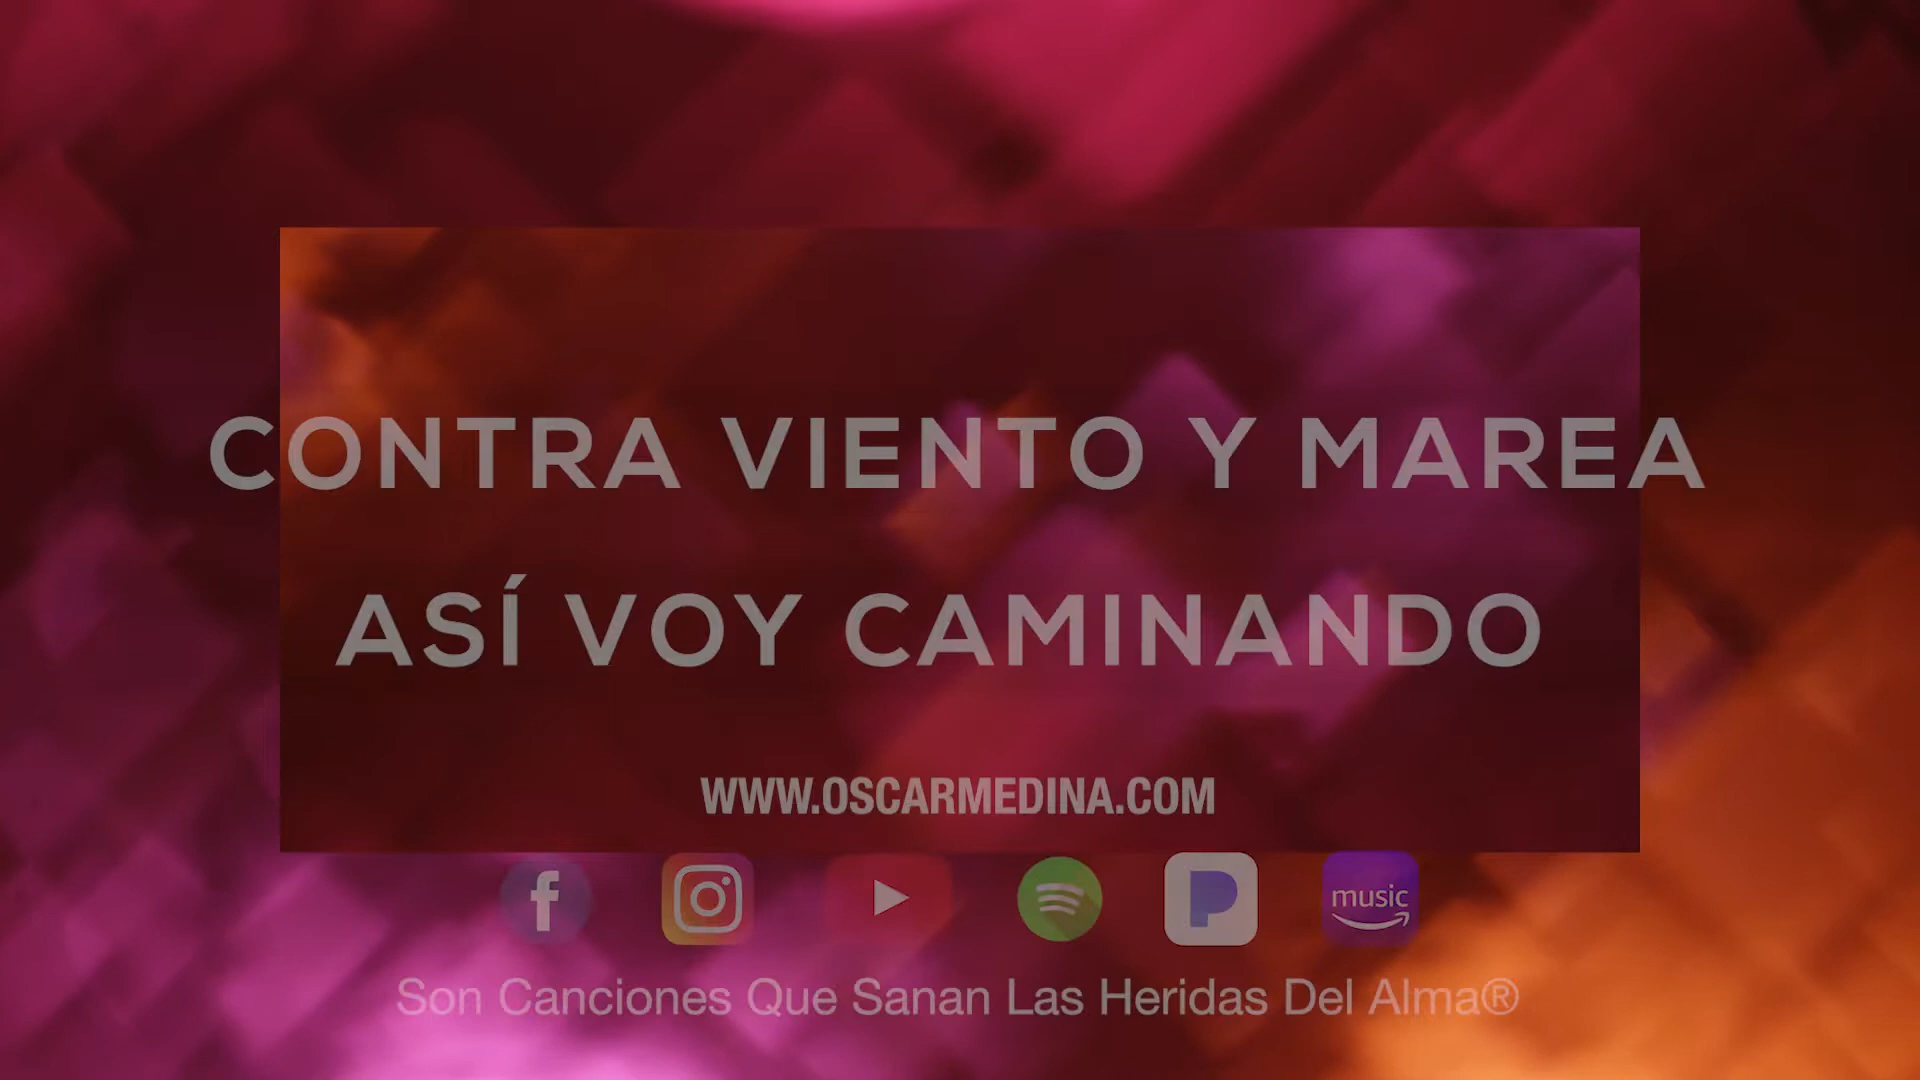 CONTRA VIENTO Y MAREA
ASÍ VOY CAMINANDO
WWW.OSCARMEDINA.COM
music
Son Canciones Que Sanan Las Heridas Del Alma®